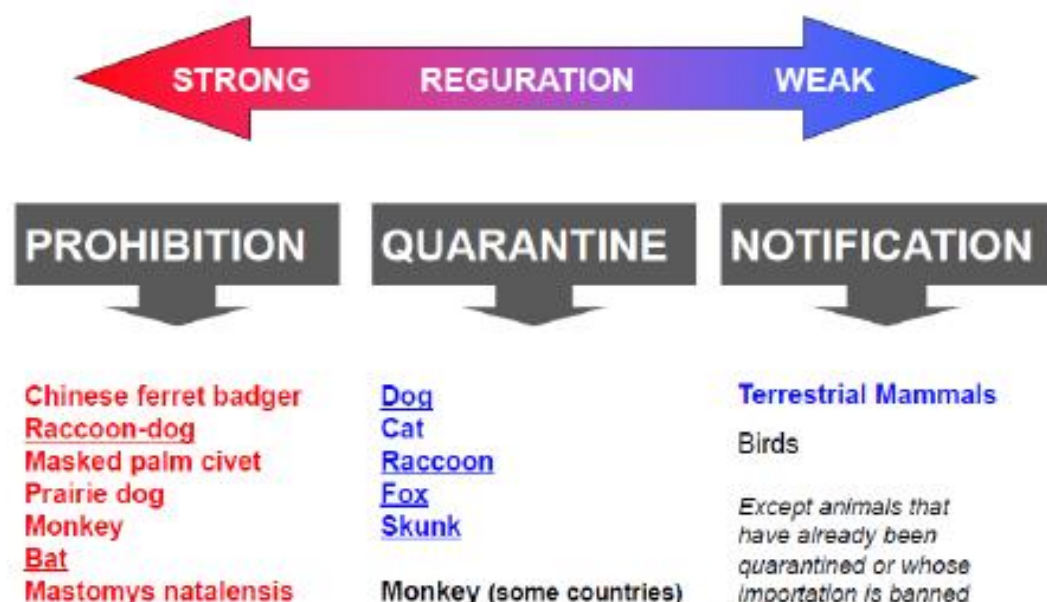 STRONG REGURATION WEAK
PROHIBITION
QUARANTINE
NOTIFICATION
Chinese ferret badger
Raccoon-dog
Masked palm civet
Prairie dog
Monkey
Bat
Mastomys natalensis
Dog
Cat
Raccoon
Fox
Skunk
Monkey (some countries)
Terrestrial Mammals
Birds
Except animals that
have already been
quarantined or whose
importation is banned